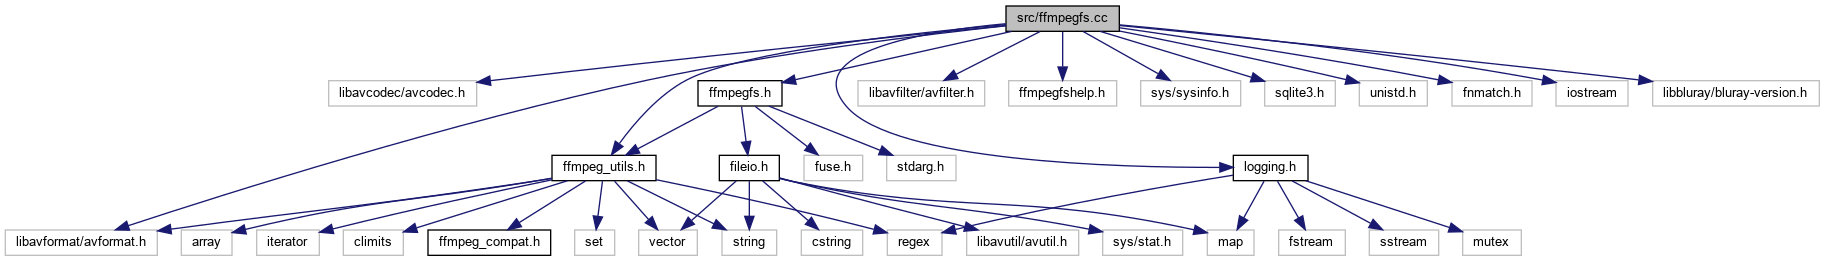 src/ffmpegfs.cc
libavcodec/avcodec.h
ffmpegfs.h
libavfilter/avfilter.h
ffmpegfshelp.h
sys/sysinfo.h
sqlite3.h
unistd.h
fnmatch.h
iostream
libbluray/bluray-version.h
ffmpeg_utils.h
fileio.h
fuse.h
stdarg.h
logging.h
libavformat/avformat.h
array
iterator
climits
ffmpeg_compat.h
set
vector
string
cstring
regex
libavutil/avutil.h
sys/stat.h
map
fstream
sstream
mutex